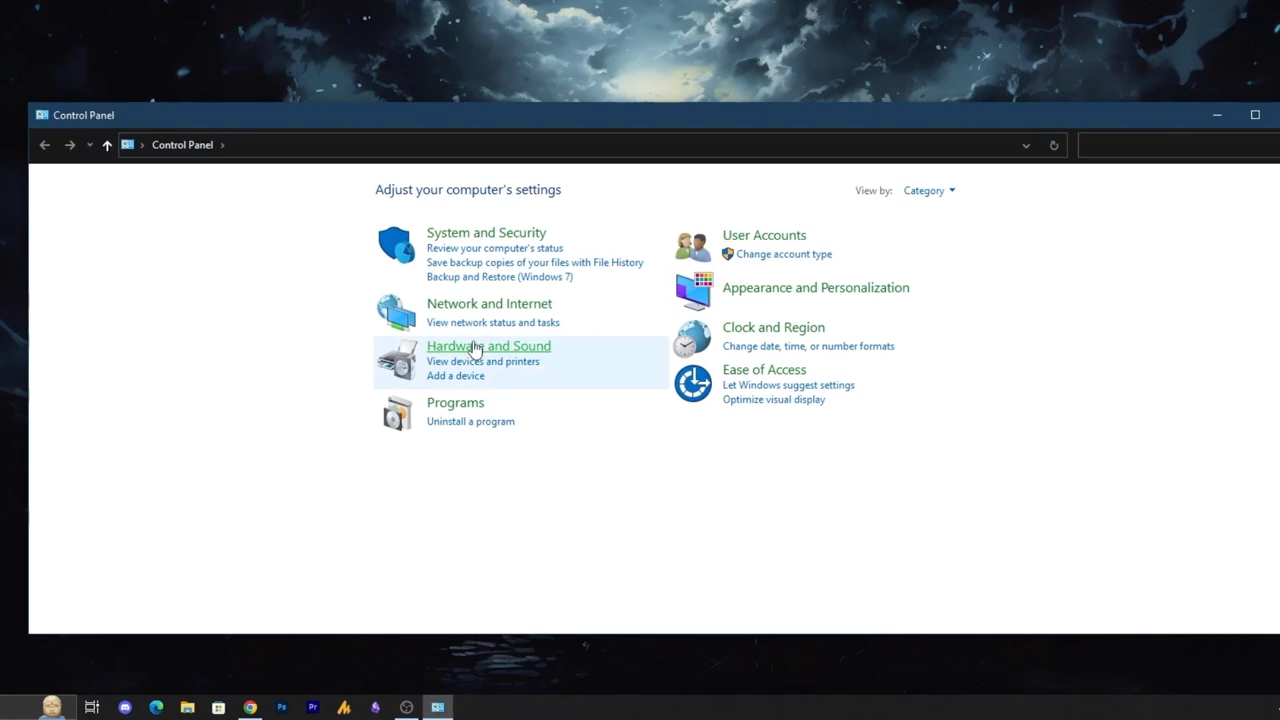 Control Panel
Control Panel
Adjust your computer's settings
View by: Category
System and Security
Review your computer's status
Save backup copies of your files with File History
Backup and Restore (Windows 7)
Network and Internet
View network status and tasks
Hardware and Sound
View devices and printers
Add a device
Programs
Uninstall a program
User Accounts
Change account type
Appearance and Personalization
Clock and Region
Change date, time, or number formats
Ease of Access
Let Windows suggest settings
Optimize visual display
Ps
Pr